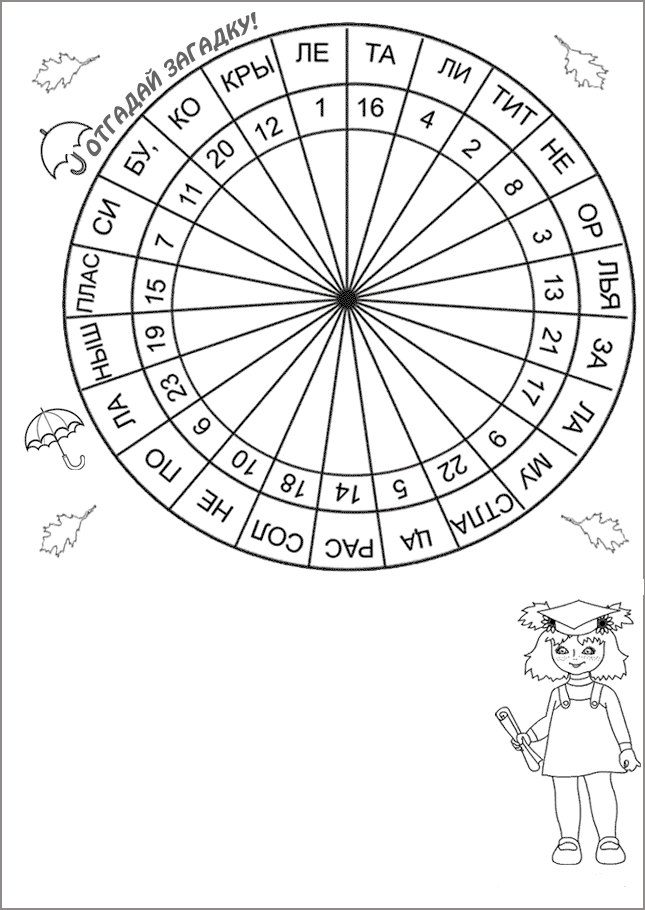 ОТГАДАЙ ЗАГАДКУ!
ТА
16
ЛИ
4
ТИТ
2
НЕ
8
ОР
3
ЛЬЯ
13
ЗА
21
ЛА
17
МУ
9
СТЛА
22
ЦА
5
РАС
14
СОЛ
18
НЕ
10
ПО
6
ЛА
23
НЫШ
19
ПЛАС
15
СИ
7
БУ,
11
КО
20
КРЫ
12
ЛЕ
1